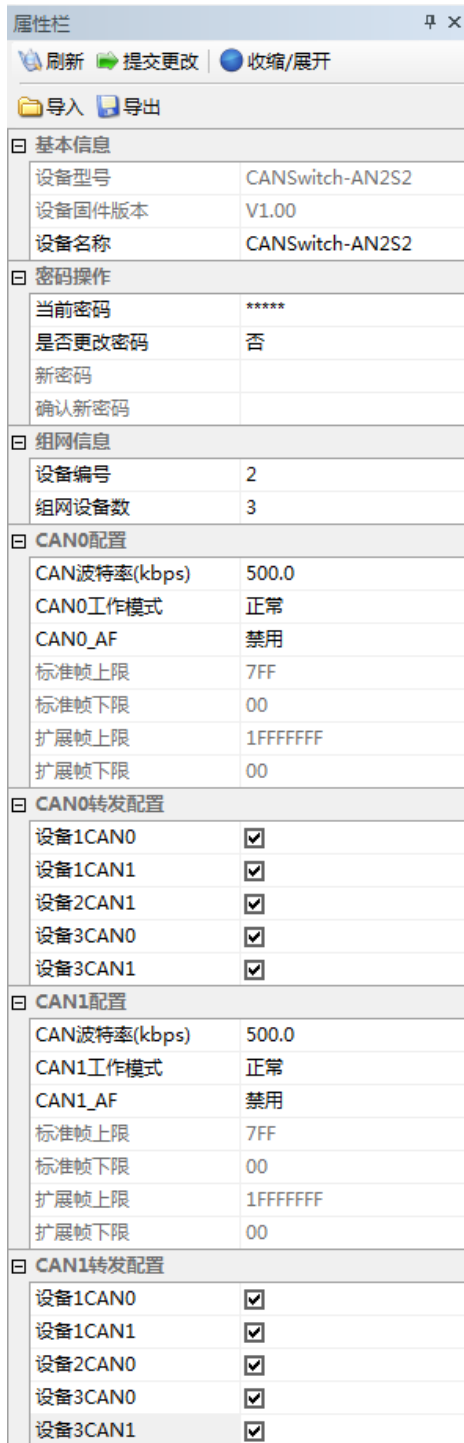 属性栏
刷新 提交更改 收缩/展开
导入 导出
基本信息
设备型号 CANSwitch-AN2S2
设备固件版本 V1.00
设备名称 CANSwitch-AN2S2
密码操作
当前密码 *****
是否更改密码 否
新密码
确认新密码
组网信息
设备编号 2
组网设备数 3
CAN0配置
CAN波特率(kbps) 500.0
CAN0工作模式 正常
CAN0_AF 禁用
标准帧上限 7FF
标准帧下限 00
扩展帧上限 1FFFFFFF
扩展帧下限 00
CAN0转发配置
设备1CAN0
设备1CAN1
设备2CAN1
设备3CAN0
设备3CAN1
CAN1配置
CAN波特率(kbps) 500.0
CAN1工作模式 正常
CAN1_AF 禁用
标准帧上限 7FF
标准帧下限 00
扩展帧上限 1FFFFFFF
扩展帧下限 00
CAN1转发配置
设备1CAN0
设备1CAN1
设备2CAN0
设备3CAN0
设备3CAN1